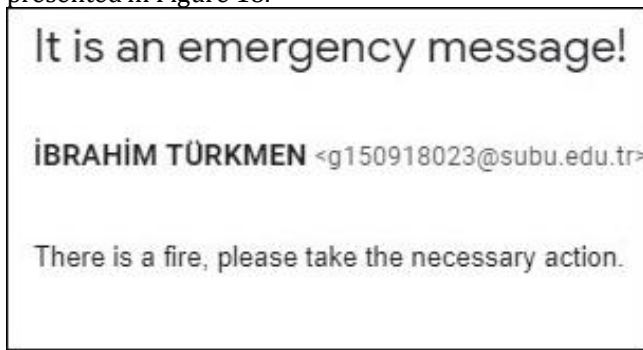 presented in Figure 18.
It is an emergency message!
İBRAHİM TÜRKMEN <g150918023@subu.edu.tr>
There is a fire, please take the necessary action.